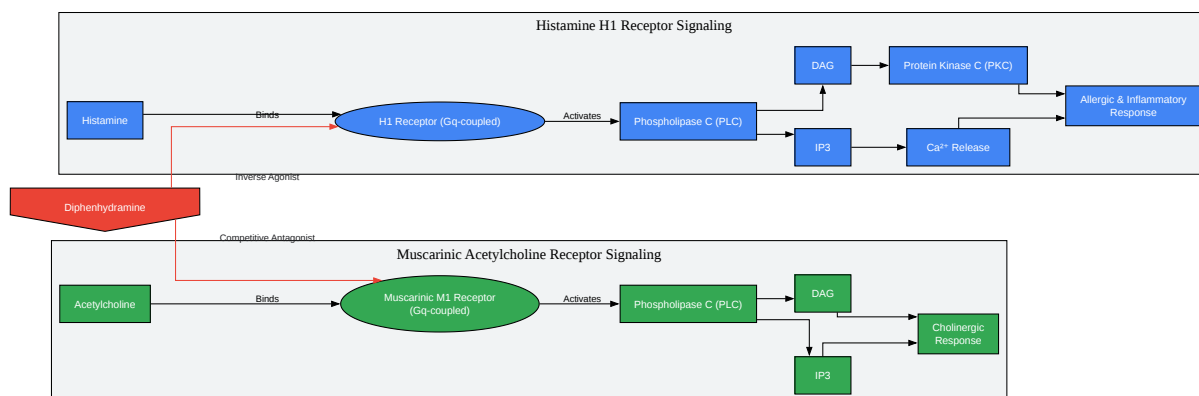 Histamine H1 Receptor Signaling
DAG
Protein Kinase C (PKC)
Histamine
Binds
H1 Receptor (Gq-coupled)
Activates
Phospholipase C (PLC)
Allergic & Inflammatory
Response
IP3
Ca²⁺ Release
Inverse Agonist
Diphenhydramine
Competitive Antagonist
Muscarinic Acetylcholine Receptor Signaling
Acetylcholine
Binds
Muscarinic M1 Receptor
(Gq-coupled)
Activates
Phospholipase C (PLC)
DAG
Cholinergic
Response
IP3